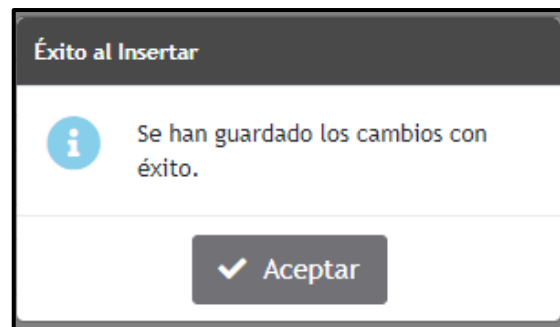 Éxito al Insertar
Se han guardado los cambios con
éxito.
Aceptar